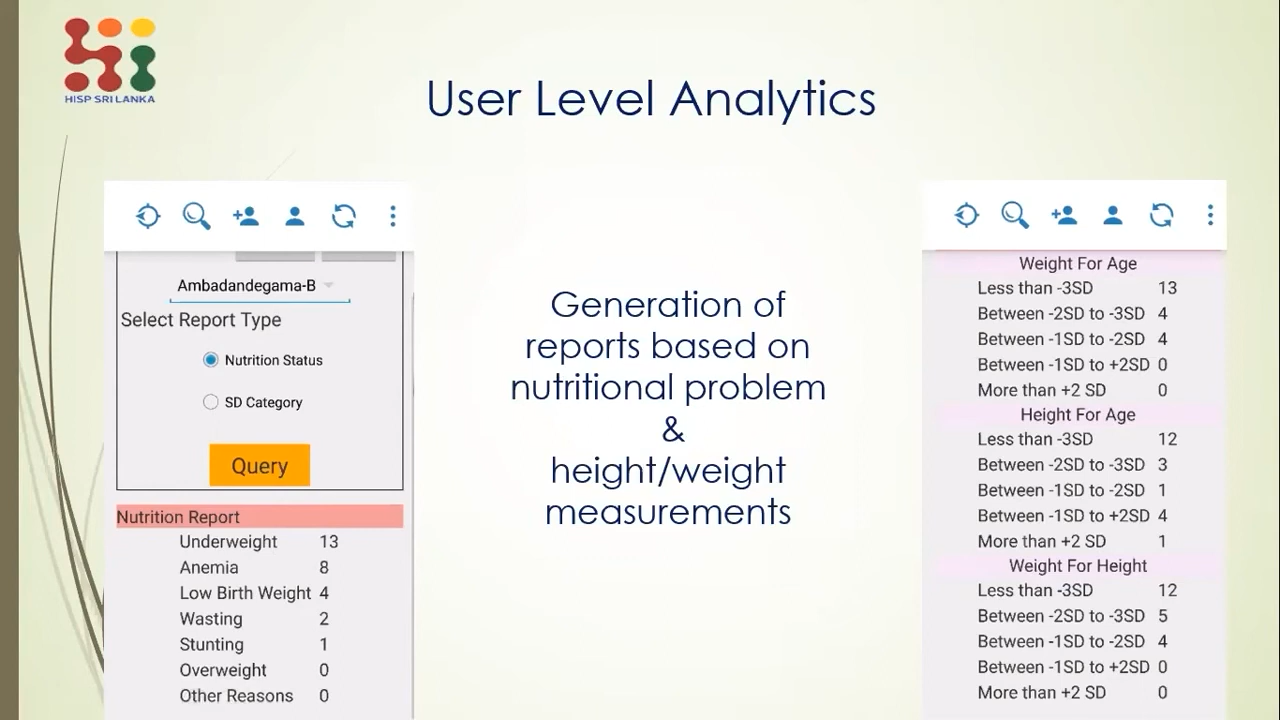 HISP SRI LANKA
User Level Analytics
Ambadandegama-B
Select Report Type
Nutrition Status
SD Category
Query
Nutrition Report
Underweight 13
Anemia 8
Low Birth Weight 4
Wasting 2
Stunting 1
Overweight 0
Other Reasons 0
Generation of
reports based on
nutritional problem
&
height/weight
measurements
Weight For Age
Less than -3SD 13
Between -2SD to -3SD 4
Between -1SD to -2SD 4
Between -1SD to +2SD 0
More than +2 SD 0
Height For Age
Less than -3SD 12
Between -2SD to -3SD 3
Between -1SD to -2SD 1
Between -1SD to +2SD 4
More than +2 SD 1
Weight For Height
Less than -3SD 12
Between -2SD to -3SD 5
Between -1SD to -2SD 4
Between -1SD to +2SD 0
More than +2 SD 0